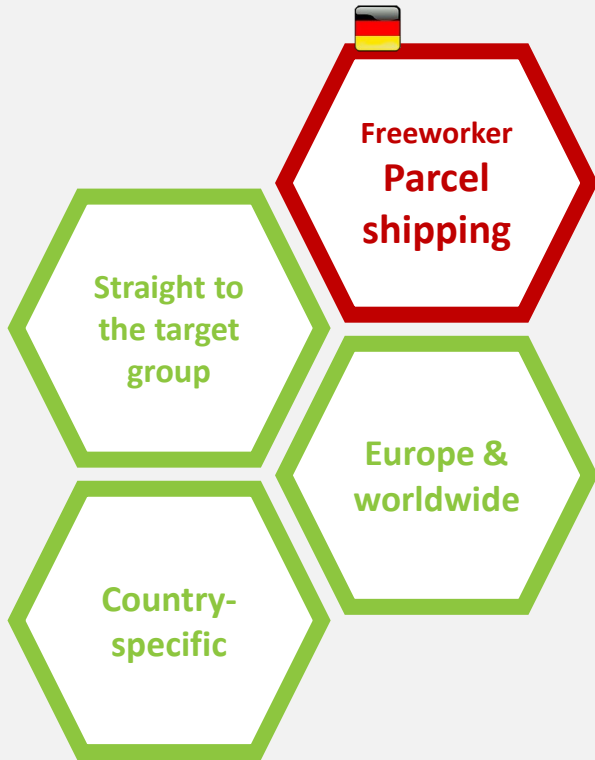 Freeworker
Parcel
shipping
Straight to
the target
group
Europe &
worldwide
Country-
specific